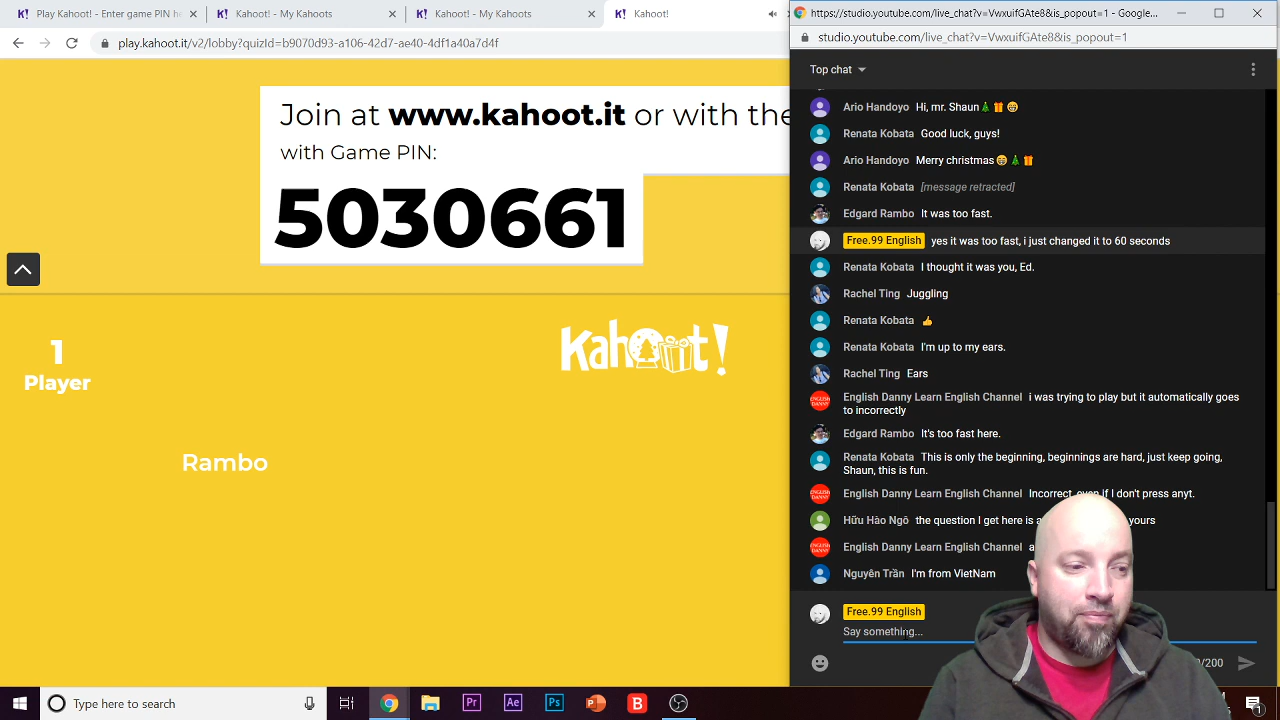 Play Kahoot! - Enter game PIN he
Kahoot! - My Kahoots
Kahoot! - My Kahoots
Kahoot!
https://studio.youtube.com/live_chat?v=VwxuifGAte8&is_popout=1 - Google...
play.kahoot.it/v2/lobby?quizId=b9070d93-a106-42d7-ae40-4df1a40a7d4f
studio.youtube.com/live_chat?v=VwxuifGAte8&is_popout=1
Join at www.kahoot.it or with the
with Game PIN:
5030661
1
Player
Kahoot!
Rambo
Top chat
Ario Handoyo Hi, mr. Shaun🎄🎁😁
Renata Kobata Good luck, guys!
Ario Handoyo Merry christmas😁🎄🎁
Renata Kobata [message retracted]
Edgard Rambo It was too fast.
Free.99 English yes it was too fast, i just changed it to 60 seconds
Renata Kobata I thought it was you, Ed.
Rachel Ting Juggling
Renata Kobata 👍
Renata Kobata I'm up to my ears.
Rachel Ting Ears
English Danny Learn English Channel i was trying to play but it automatically goes
to incorrectly
Edgard Rambo It's too fast here.
Renata Kobata This is only the beginning, beginnings are hard, just keep going,
Shaun, this is fun.
English Danny Learn English Channel Incorrect, even if I don't press anyt.
Hữu Hào Ngô the question I get here is a yours
English Danny Learn English Channel a
Nguyên Trần I'm from VietNam
Free.99 English
Say something...
/200
Type here to search
Pr
Ae
Ps
P
B
1